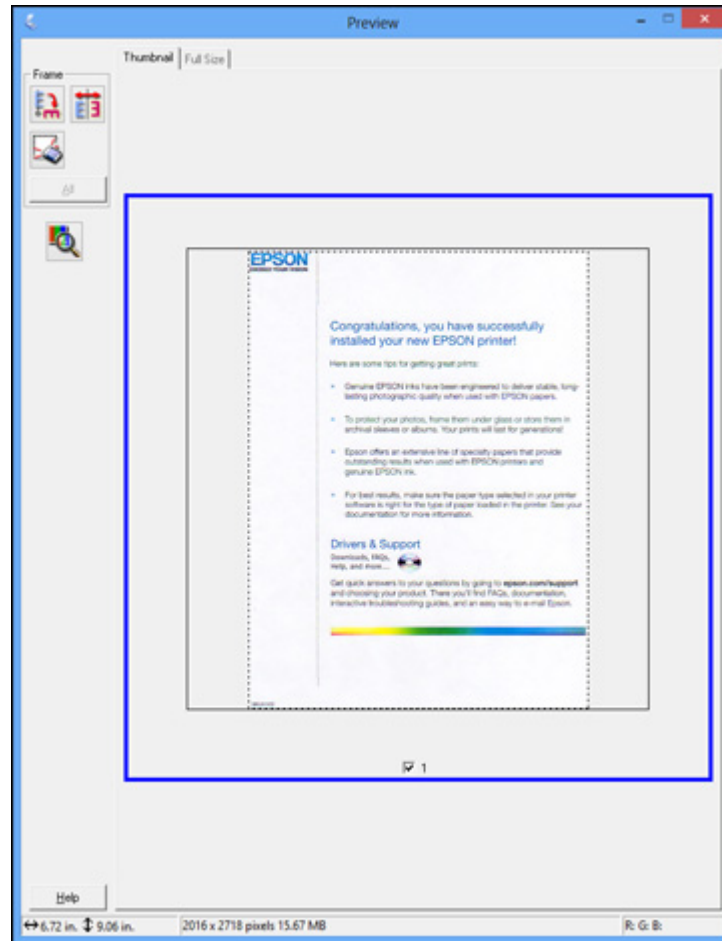 Preview
Thumbnail Full Size
Frame
All
EPSON
Congratulations, you have successfully
installed your new EPSON printer!
Here are some tips for getting great prints:
• Genuine EPSON inks have been engineered to deliver stable, long-
lasting photographic quality when used with EPSON papers.
• To protect your photos, frame them under glass or store them in
archival sleeves or albums. Your prints will last for generations!
• Epson offers an extensive line of specialty papers that provide
outstanding results when used with EPSON printers and
genuine EPSON ink.
• For best results, make sure the paper type selected in your printer
software is right for the type of paper loaded in the printer. See your
documentation for more information.
Drivers & Support
Downloads, FAQs,
Help, and more...
Get quick answers to your questions by going to epson.com/support
and choosing your product. There you'll find FAQs, documentation,
interactive troubleshooting guides, and an easy way to e-mail Epson.
1
Help
6.72 in. 9.06 in. 2016 x 2718 pixels 15.67 MB R: G: B: